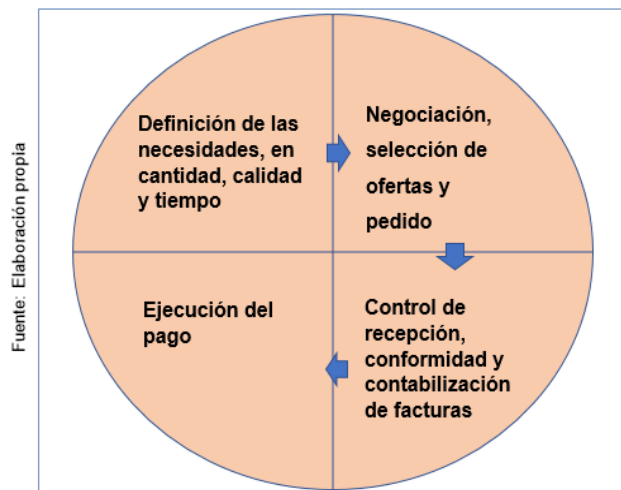 Definición de las
necesidades, en
cantidad, calidad
y tiempo
Negociación,
selección de
ofertas y
pedido
Control de
recepción,
conformidad y
contabilización
de facturas
Ejecución del
pago
Fuente: Elaboración propia